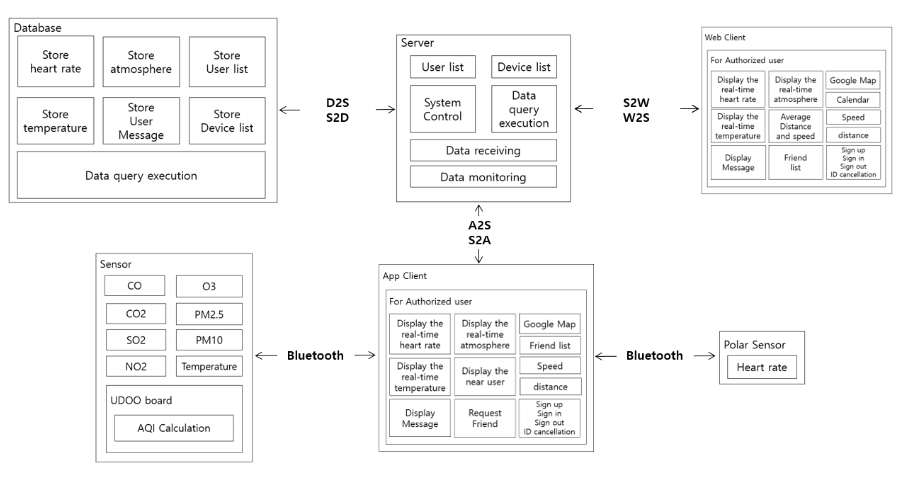 Database
Store
heart rate
Store
atmosphere
Store
User list
Store
temperature
Store
User
Message
Store
Device list
Data query execution
D2S
S2D
Server
User list
Device list
System
Control
Data
query
execution
Data receiving
Data monitoring
S2W
W2S
Web Client
For Authorized user
Display the
real-time
heart rate
Display the
real-time
atmosphere
Google Map
Calendar
Display the
real-time
temperature
Average
Distance
and speed
Speed
distance
Display
Message
Friend
list
Sign up
Sign in
Sign out
ID cancellation
A2S
S2A
Sensor
CO
O3
CO2
PM2.5
SO2
PM10
NO2
Temperature
UDOO board
AQI Calculation
Bluetooth
App Client
For Authorized user
Display the
real-time
heart rate
Display the
real-time
atmosphere
Google Map
Friend list
Display the
real-time
temperature
Display the
near user
Speed
distance
Display
Message
Request
Friend
Sign up
Sign in
Sign out
ID cancellation
Bluetooth
Polar Sensor
Heart rate